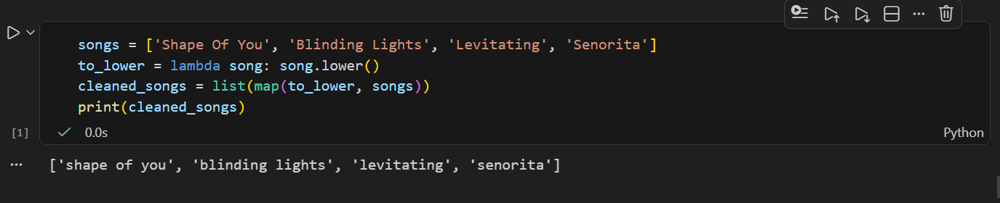 songs = ['Shape Of You', 'Blinding Lights', 'Levitating', 'Senorita']
to_lower = lambda song: song.lower()
cleaned_songs = list(map(to_lower, songs))
print(cleaned_songs)
[1] 0.0s Python
['shape of you', 'blinding lights', 'levitating', 'senorita']